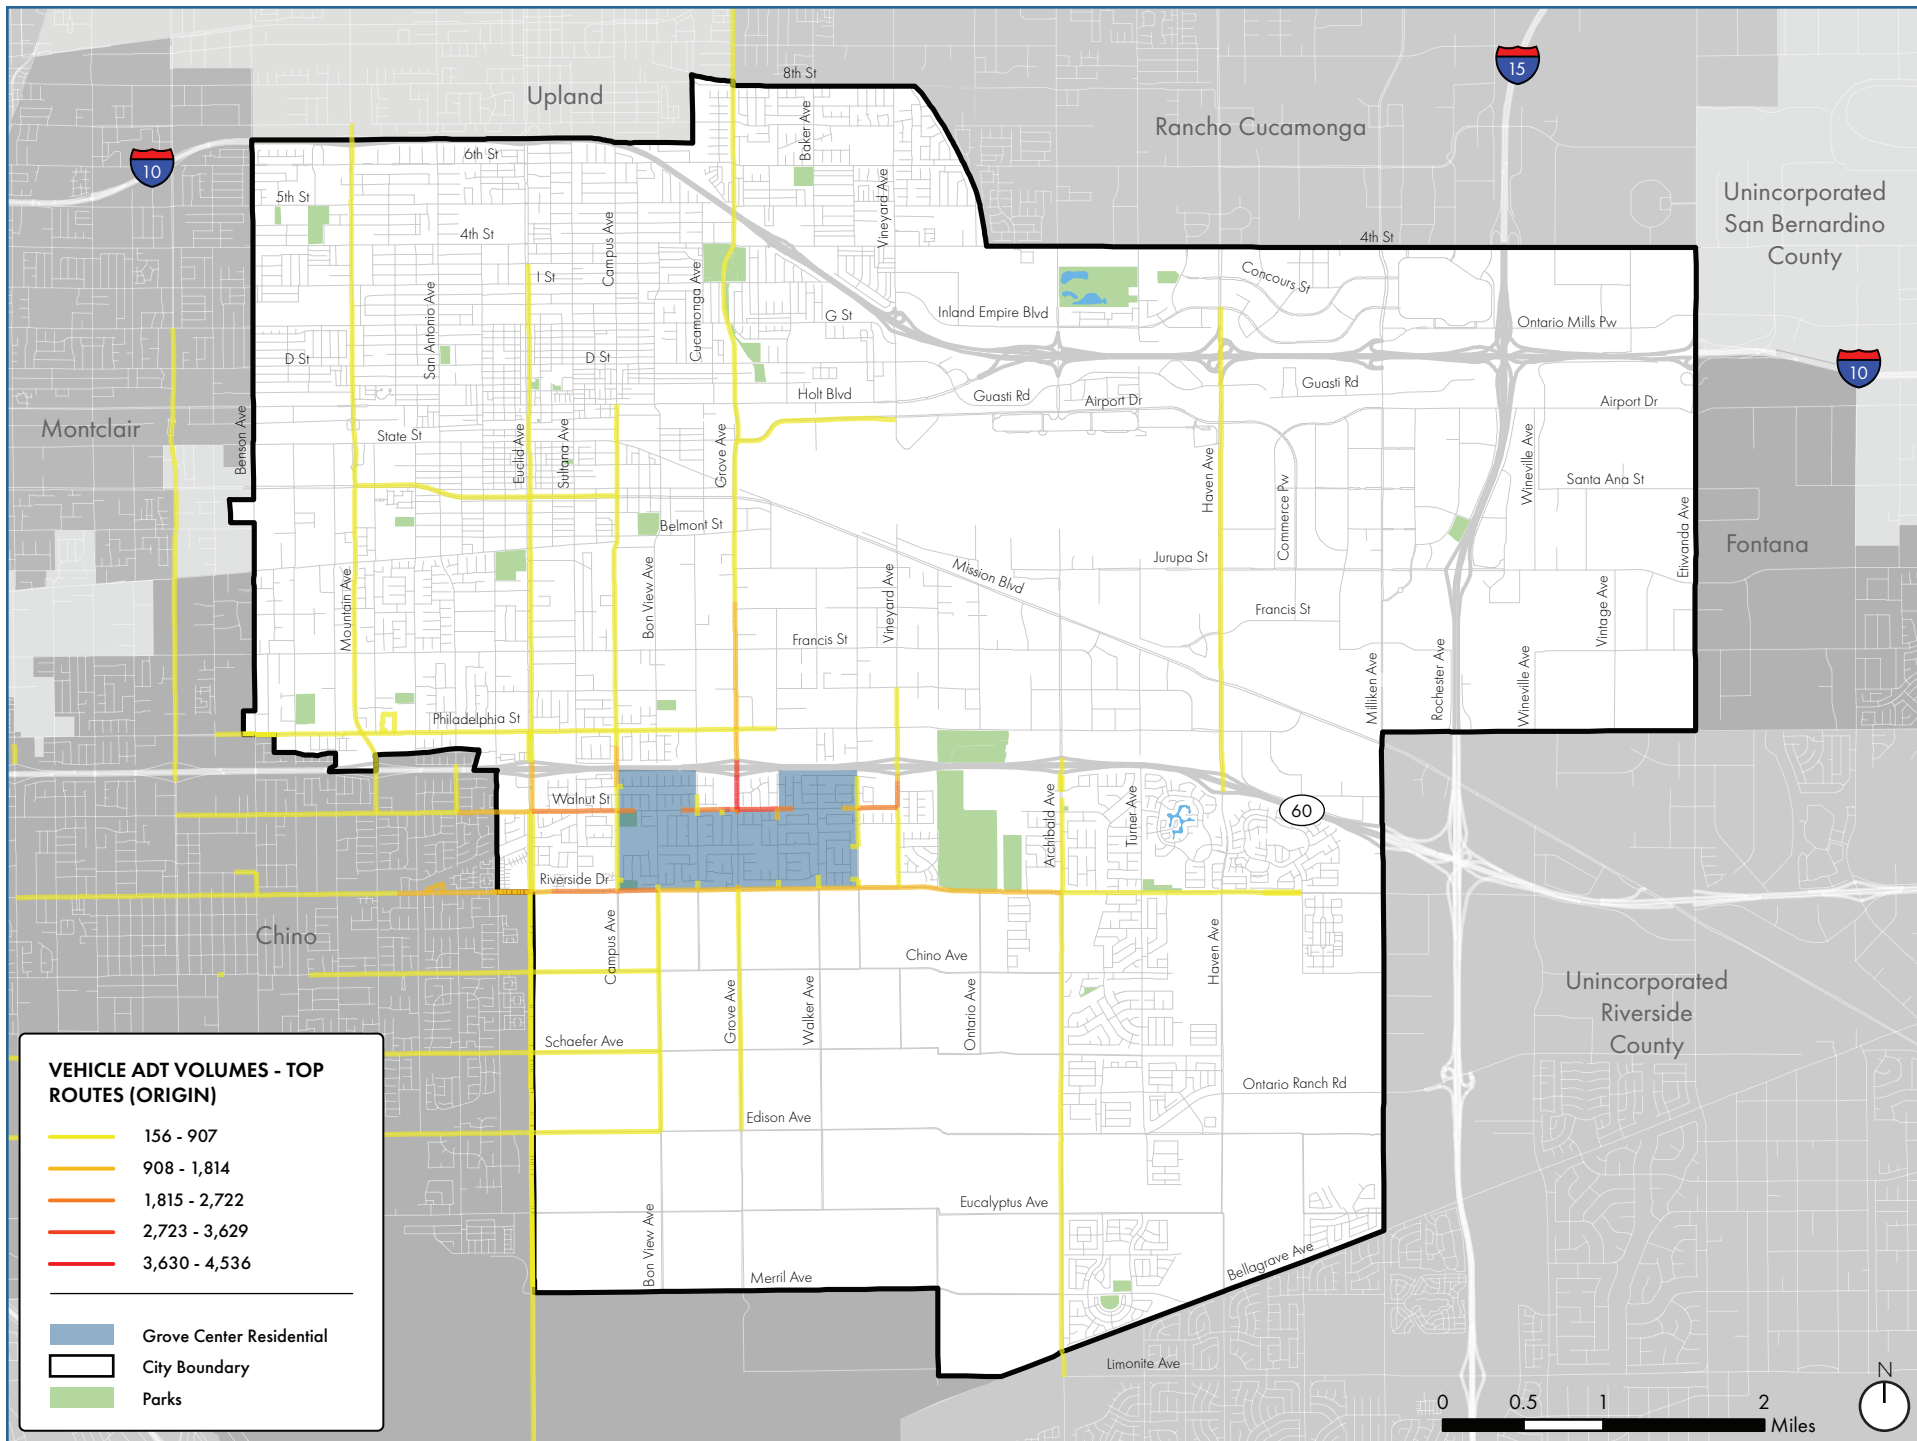 8th St
15
Upland
Baker Ave
Rancho Cucamonga
10
6th St
5th St
Vineyard Ave
Unincorporated
San Bernardino
County
4th St
Campus Ave
4th St
I St
Cucamonga Ave
San Antonio Ave
Concours St
Inland Empire Blvd
G St
Ontario Mills Pw
D St
D St
10
Holt Blvd
Guasti Rd
Guasti Rd
Airport Dr
Airport Dr
Montclair
Benson Ave
State St
Euclid Ave
Sultana Ave
Grove Ave
Haven Ave
Commerce Pw
Wineville Ave
Santa Ana St
Etiwanda Ave
Belmont St
Fontana
Mission Blvd
Jurupa St
Mountain Ave
Bon View Ave
Vineyard Ave
Francis St
Vintage Ave
Francis St
Milliken Ave
Rochester Ave
Wineville Ave
Philadelphia St
Walnut St
Archibald Ave
Turner Ave
60
Riverside Dr
Chino
Campus Ave
Chino Ave
Haven Ave
Grove Ave
Walker Ave
Ontario Ave
Unincorporated
Riverside
County
Schaefer Ave
Ontario Ranch Rd
Edison Ave
Eucalyptus Ave
Bon View Ave
Merril Ave
Bellagrave Ave
Limonite Ave
VEHICLE ADT VOLUMES - TOP
ROUTES (ORIGIN)
156 - 907
908 - 1,814
1,815 - 2,722
2,723 - 3,629
3,630 - 4,536
Grove Center Residential
City Boundary
Parks
N
0 0.5 1 2
Miles